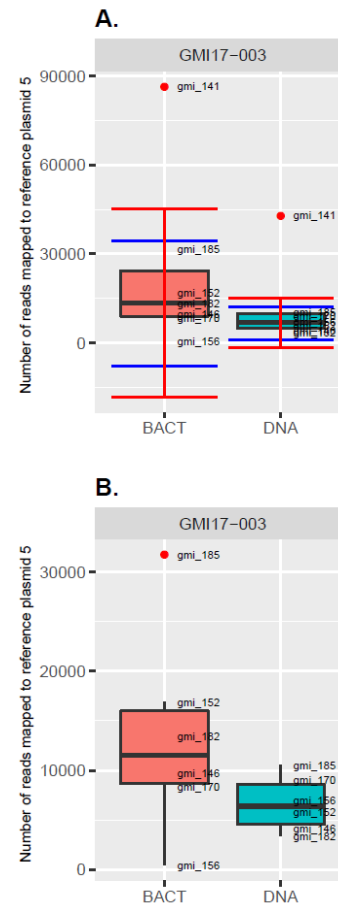 A.
GMI17-003
Number of reads mapped to reference plasmid 5
90000
60000
30000
0
gmi_141
gmi_185
gmi_152
gmi_182
gmi_146
gmi_170
gmi_156
gmi_141
gmi_185
gmi_182
BACT
DNA
B.
GMI17-003
Number of reads mapped to reference plasmid 5
30000
20000
10000
0
gmi_185
gmi_152
gmi_182
gmi_146
gmi_170
gmi_156
gmi_185
gmi_170
gmi_156
gmi_152
gmi_146
gmi_182
BACT
DNA